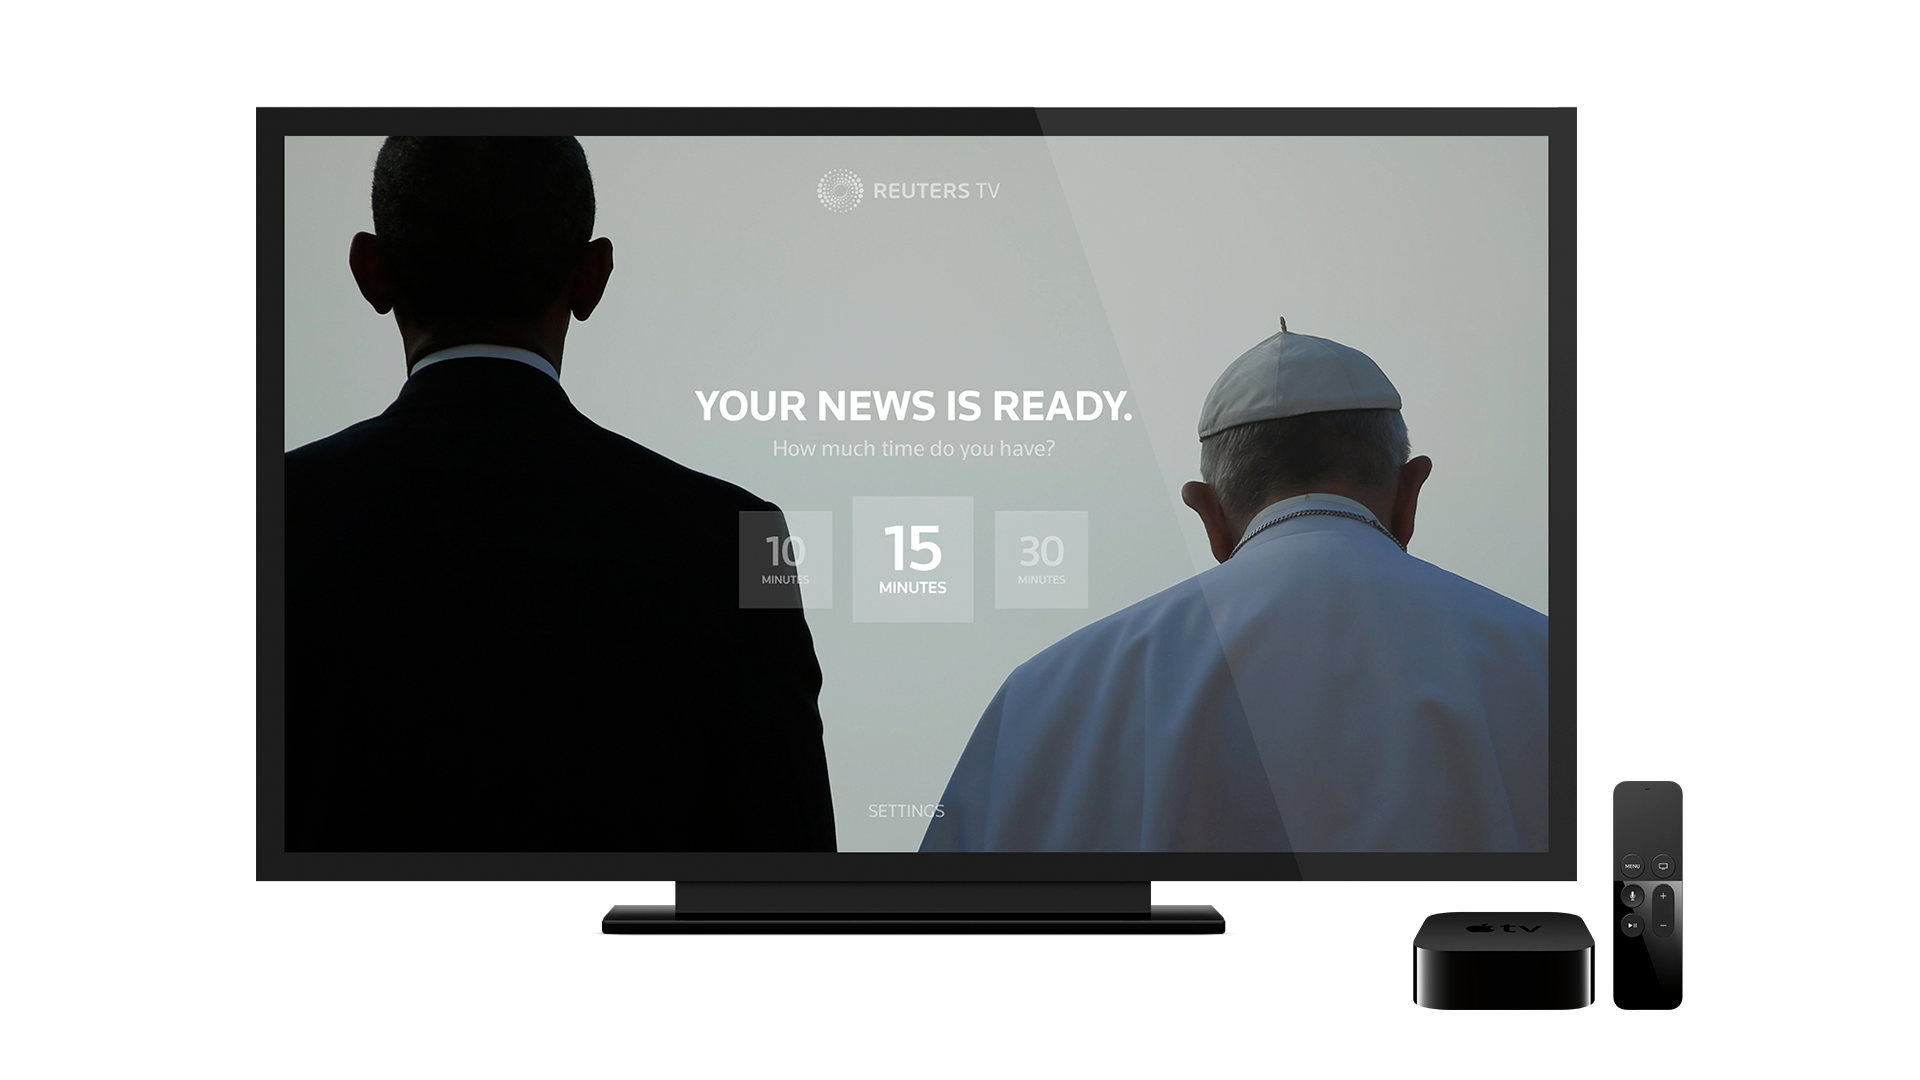 REUTERS TV
YOUR NEWS IS READY.
How much time do you have?
10
MINUTES
15
MINUTES
30
MINUTES
SETTINGS
MENU
tv